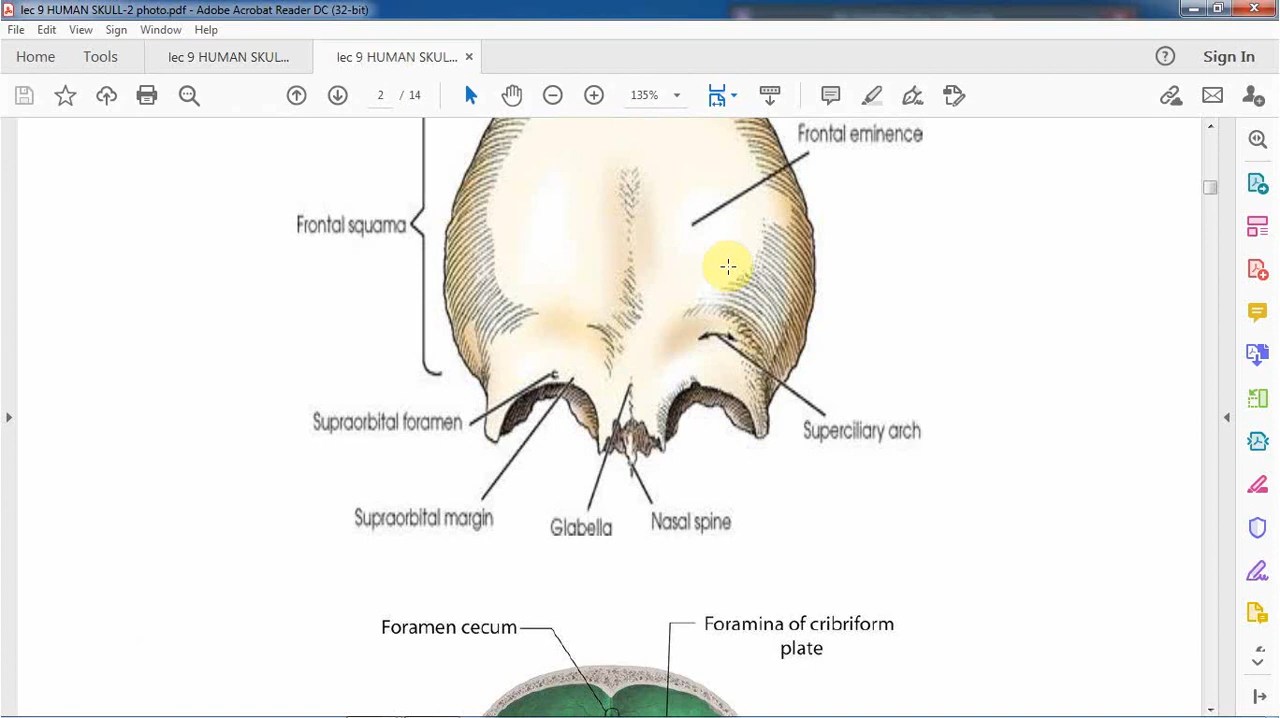 lec 9 HUMAN SKULL-2 photo.pdf - Adobe Acrobat Reader DC (32-bit)
File Edit View Sign Window Help
Home Tools lec 9 HUMAN SKUL... lec 9 HUMAN SKUL... × Sign In
2 / 14 135%
Frontal eminence
Frontal squama
Supraorbital foramen
Superciliary arch
Supraorbital margin
Glabella
Nasal spine
Foramen cecum
Foramina of cribriform
plate